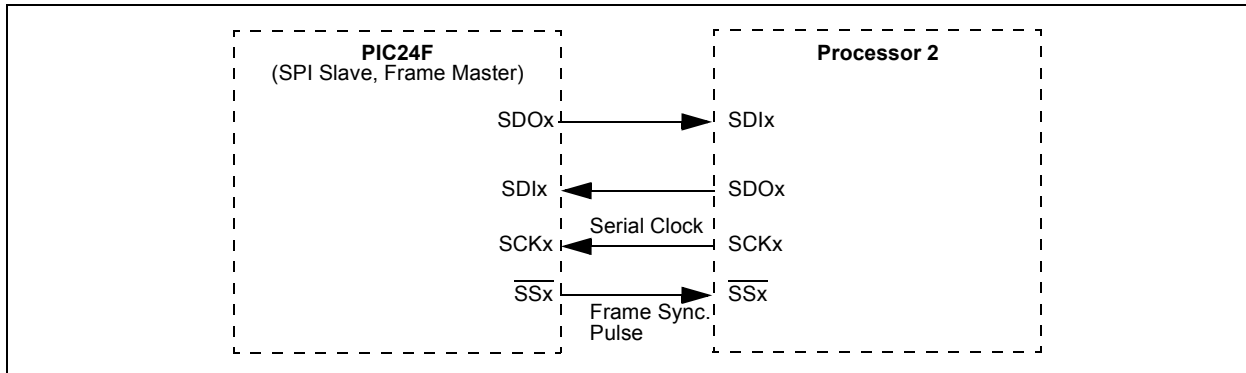 PIC24F
(SPI Slave, Frame Master)
Processor 2
SDOx
SDIx
SDIx
SDOx
Serial Clock
SCKx
SCKx
SSx
SSx
Frame Sync.
Pulse